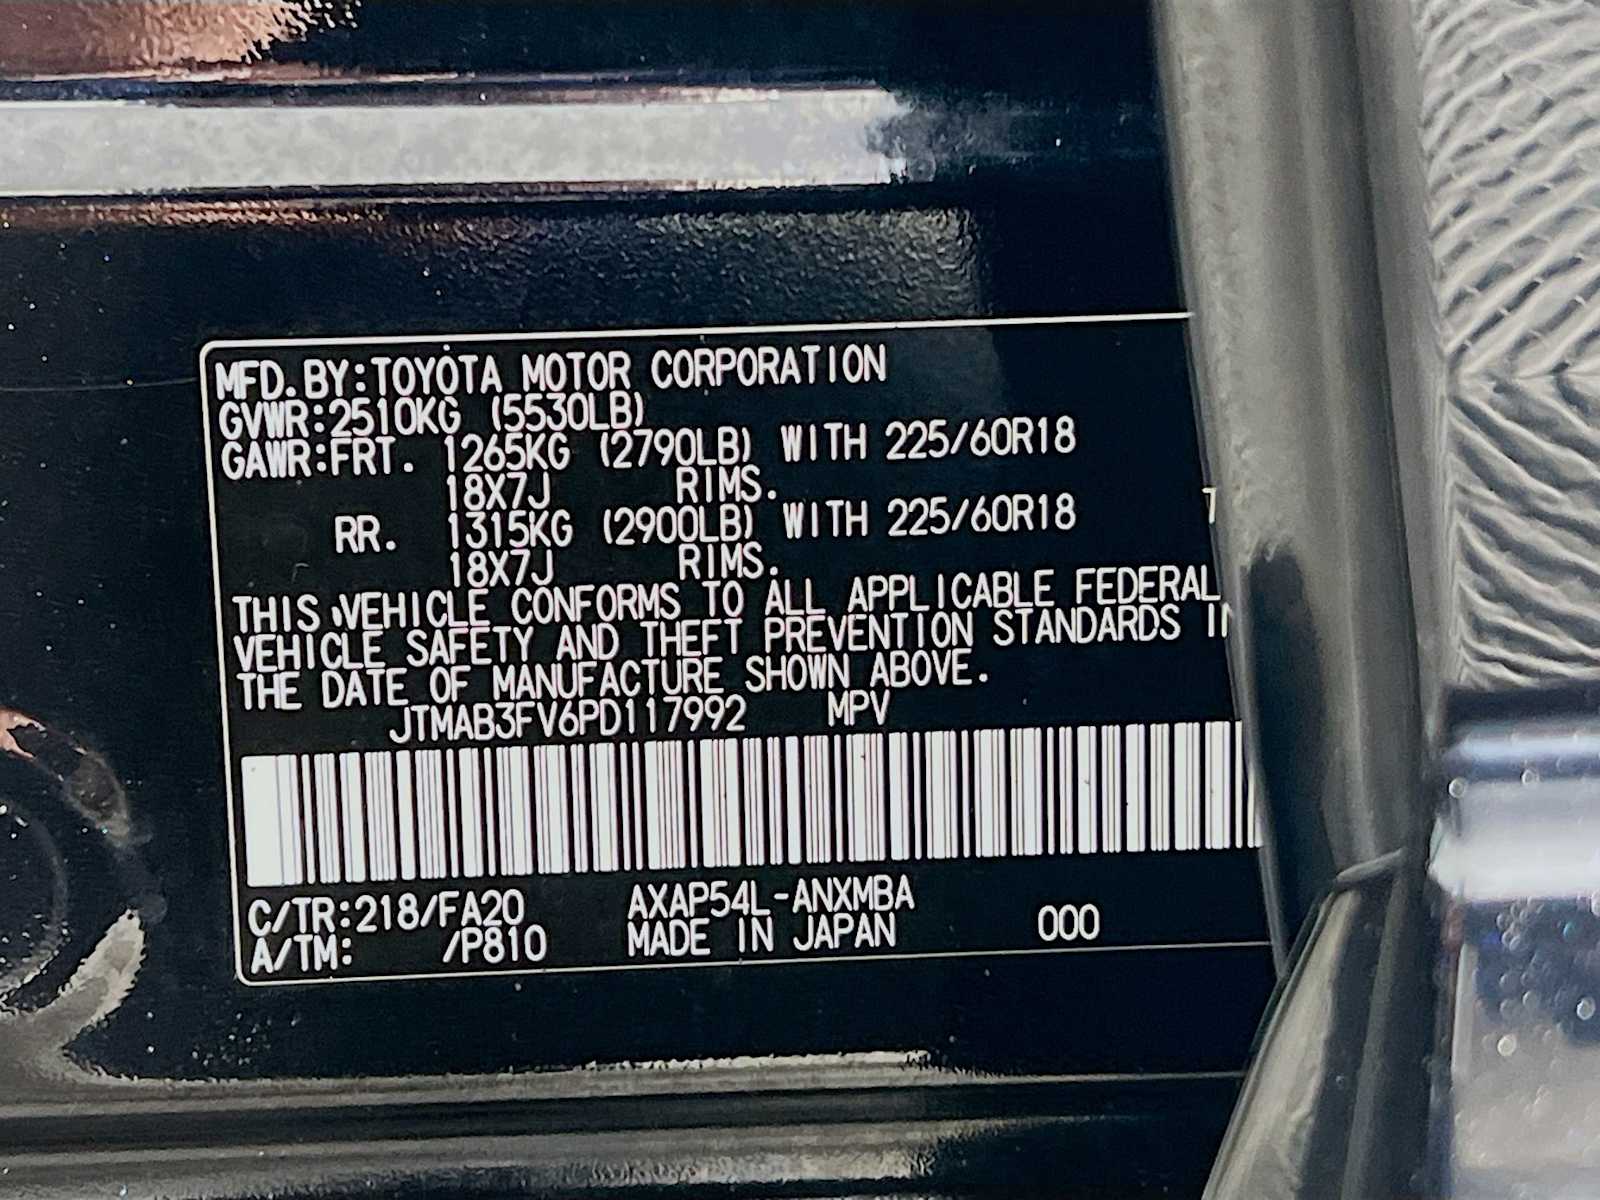 MFD.BY:TOYOTA MOTOR CORPORATION
GVWR:2510KG (5530LB)
GAWR:FRT. 1265KG (2790LB) WITH 225/60R18
18X7J RIMS.
RR. 1315KG (2900LB) WITH 225/60R18
18X7J RIMS.
THIS VEHICLE CONFORMS TO ALL APPLICABLE FEDERAL
VEHICLE SAFETY AND THEFT PREVENTION STANDARDS
THE DATE OF MANUFACTURE SHOWN ABOVE.
JTMAB3FV6PD117992 MPV
C/TR:218/FA20 AXAP54L-ANXMBA
A/TM: /P810 MADE IN JAPAN 000